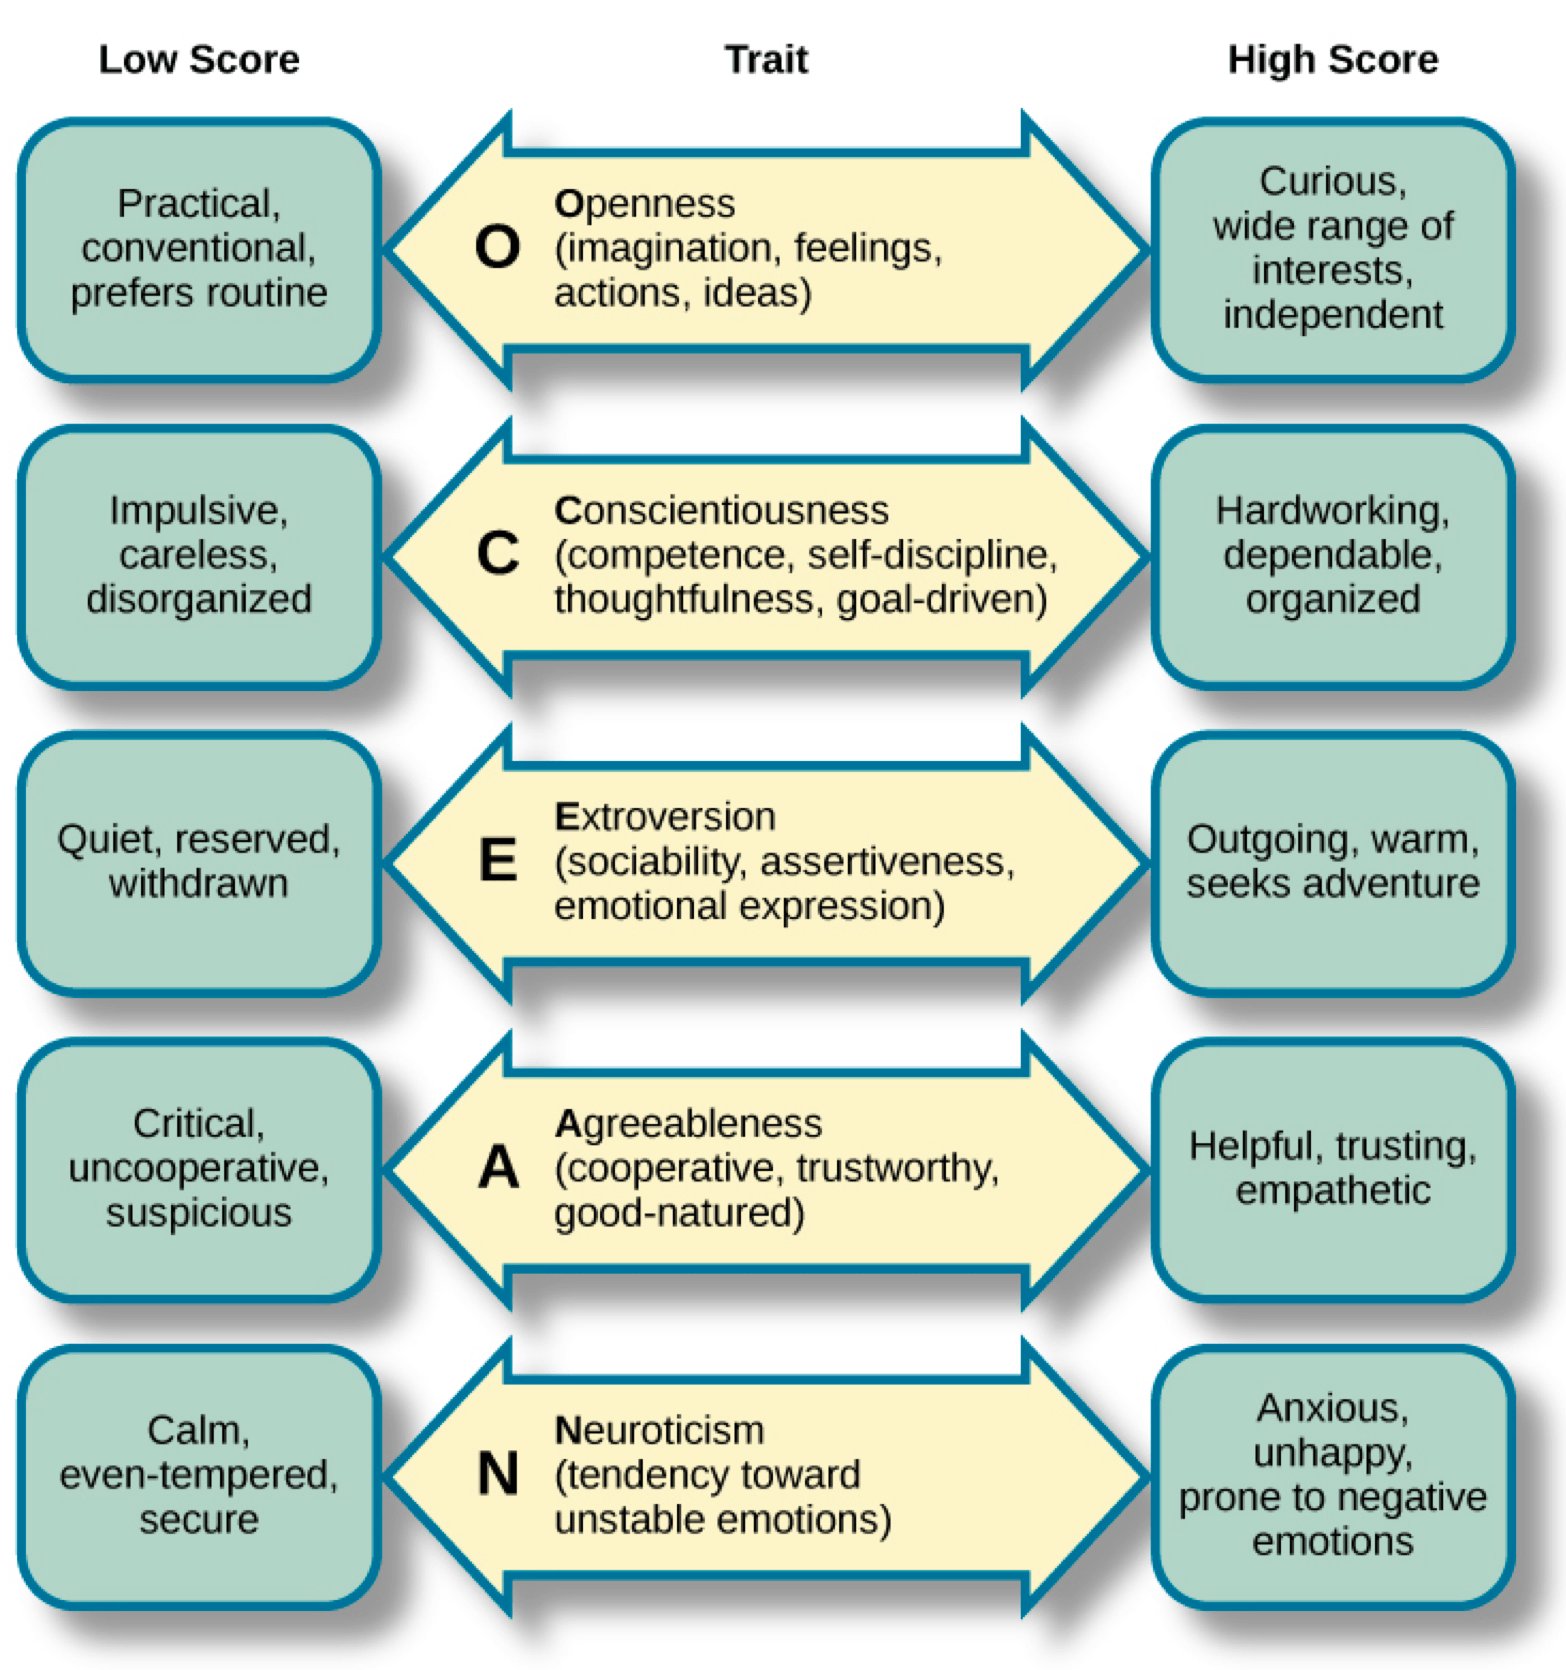 Low Score
Trait
High Score
Practical,
conventional,
prefers routine
O
Openness
(imagination, feelings,
actions, ideas)
Curious,
wide range of
interests,
independent
Impulsive,
careless,
disorganized
C
Conscientiousness
(competence, self-discipline,
thoughtfulness, goal-driven)
Hardworking,
dependable,
organized
Quiet, reserved,
withdrawn
E
Extroversion
(sociability, assertiveness,
emotional expression)
Outgoing, warm,
seeks adventure
Critical,
uncooperative,
suspicious
A
Agreeableness
(cooperative, trustworthy,
good-natured)
Helpful, trusting,
empathetic
Calm,
even-tempered,
secure
N
Neuroticism
(tendency toward
unstable emotions)
Anxious,
unhappy,
prone to negative
emotions